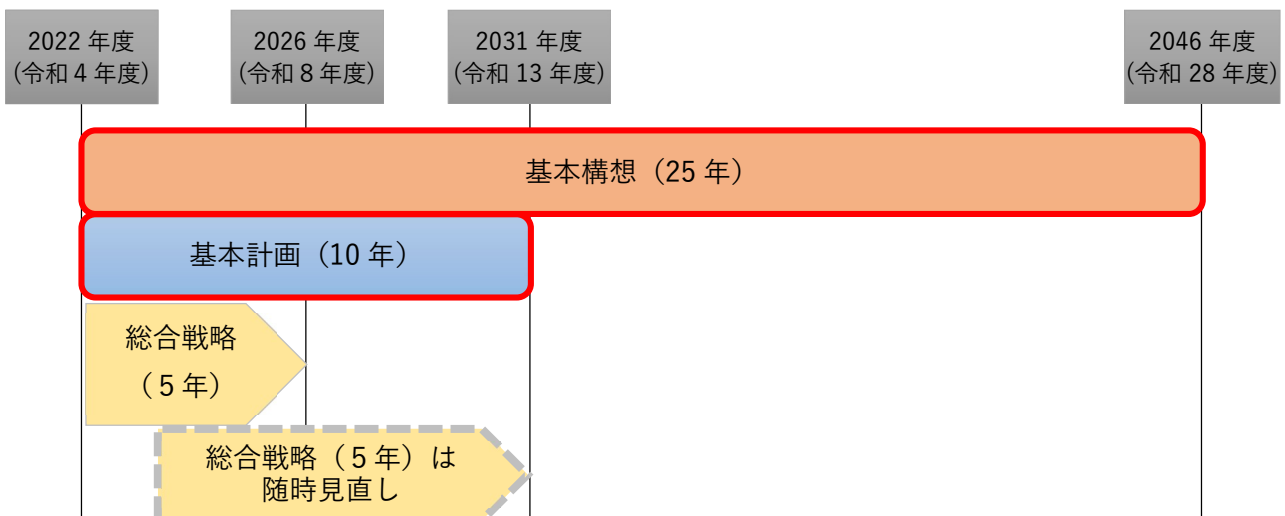 2022 年度
(令和 4 年度)
2026 年度
(令和 8 年度)
2031 年度
(令和 13 年度)
2046 年度
(令和 28 年度)
基本構想（25 年）
基本計画（10 年）
総合戦略
（５年）
総合戦略（５年）は
随時見直し